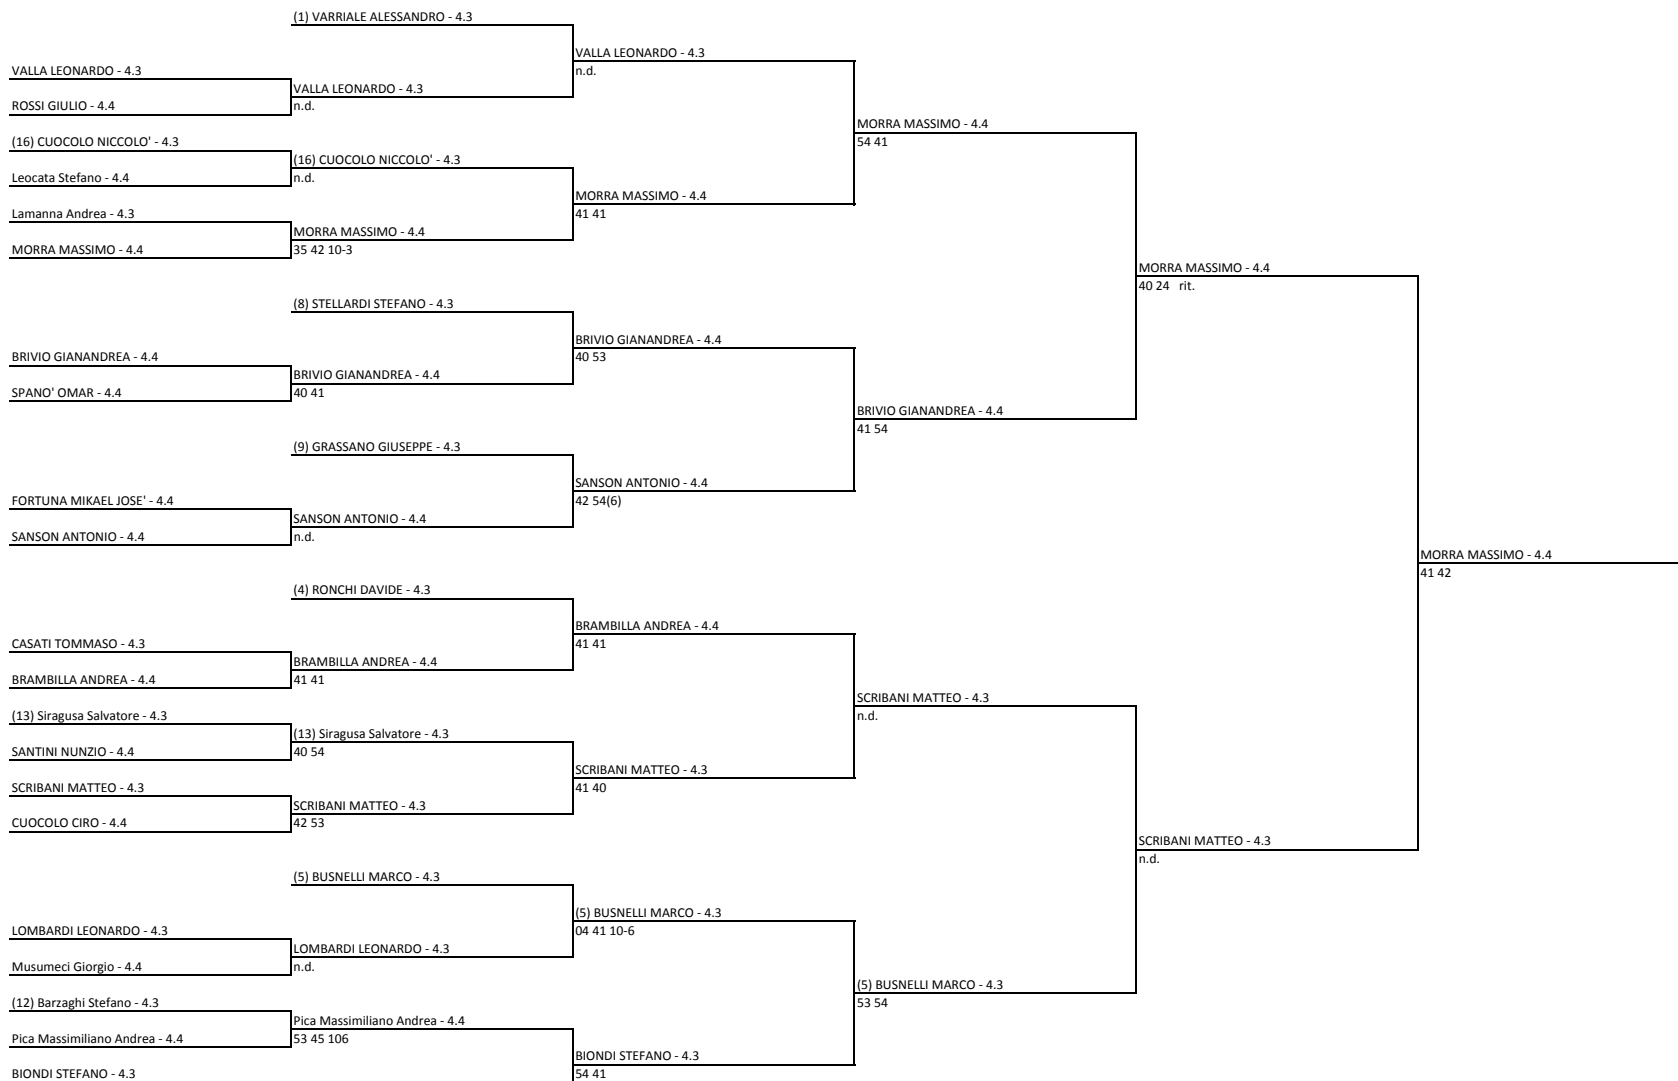 (1) VARRIALE ALESSANDRO - 4.3
VALLA LEONARDO - 4.3
VALLA LEONARDO - 4.3
n.d.
VALLA LEONARDO - 4.3
ROSSI GIULIO - 4.4
n.d.
MORRA MASSIMO - 4.4
(16) CUOCOLO NICCOLO' - 4.3
54 41
(16) CUOCOLO NICCOLO' - 4.3
Leocata Stefano - 4.4
n.d.
MORRA MASSIMO - 4.4
Lamanna Andrea - 4.3
41 41
MORRA MASSIMO - 4.4
MORRA MASSIMO - 4.4
35 42 10-3
MORRA MASSIMO - 4.4
40 24 rit.
(8) STELLARDI STEFANO - 4.3
BRIVIO GIANANDREA - 4.4
BRIVIO GIANANDREA - 4.4
40 53
BRIVIO GIANANDREA - 4.4
SPANO' OMAR - 4.4
40 41
BRIVIO GIANANDREA - 4.4
41 54
(9) GRASSANO GIUSEPPE - 4.3
SANSON ANTONIO - 4.4
FORTUNA MIKAEL JOSE' - 4.4
42 54(6)
SANSON ANTONIO - 4.4
SANSON ANTONIO - 4.4
n.d.
MORRA MASSIMO - 4.4
41 42
(4) RONCHI DAVIDE - 4.3
BRAMBILLA ANDREA - 4.4
CASATI TOMMASO - 4.3
41 41
BRAMBILLA ANDREA - 4.4
BRAMBILLA ANDREA - 4.4
41 41
SCRIBANI MATTEO - 4.3
(13) Siragusa Salvatore - 4.3
n.d.
(13) Siragusa Salvatore - 4.3
SANTINI NUNZIO - 4.4
40 54
SCRIBANI MATTEO - 4.3
SCRIBANI MATTEO - 4.3
41 40
SCRIBANI MATTEO - 4.3
CUOCOLO CIRO - 4.4
42 53
SCRIBANI MATTEO - 4.3
n.d.
(5) BUSNELLI MARCO - 4.3
(5) BUSNELLI MARCO - 4.3
LOMBARDI LEONARDO - 4.3
04 41 10-6
LOMBARDI LEONARDO - 4.3
Musumeci Giorgio - 4.4
n.d.
(5) BUSNELLI MARCO - 4.3
(12) Barzaghi Stefano - 4.3
53 54
Pica Massimiliano Andrea - 4.4
Pica Massimiliano Andrea - 4.4
53 45 106
BIONDI STEFANO - 4.3
BIONDI STEFANO - 4.3
54 41